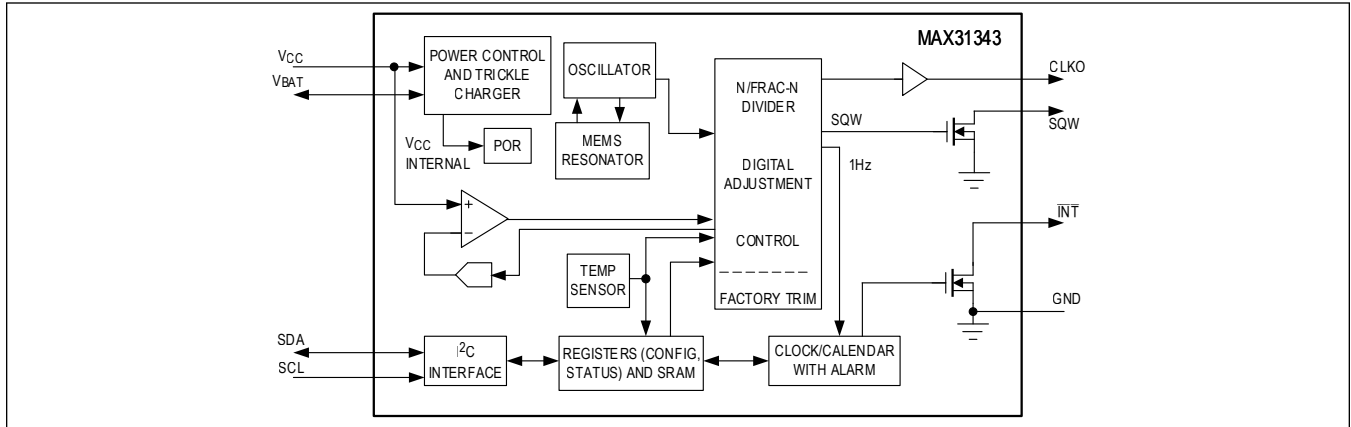 MAX31343
VCC
VBAT
POWER CONTROL
AND TRICKLE
CHARGER
VCC
INTERNAL
POR
OSCILLATOR
MEMS
RESONATOR
N/FRAC-N
DIVIDER
DIGITAL
ADJUSTMENT
CONTROL
FACTORY TRIM
SQW
1Hz
CLKO
SQW
INT
GND
+
−
TEMP
SENSOR
SDA
SCL
I2C
INTERFACE
REGISTERS (CONFIG,
STATUS) AND SRAM
CLOCK/CALENDAR
WITH ALARM